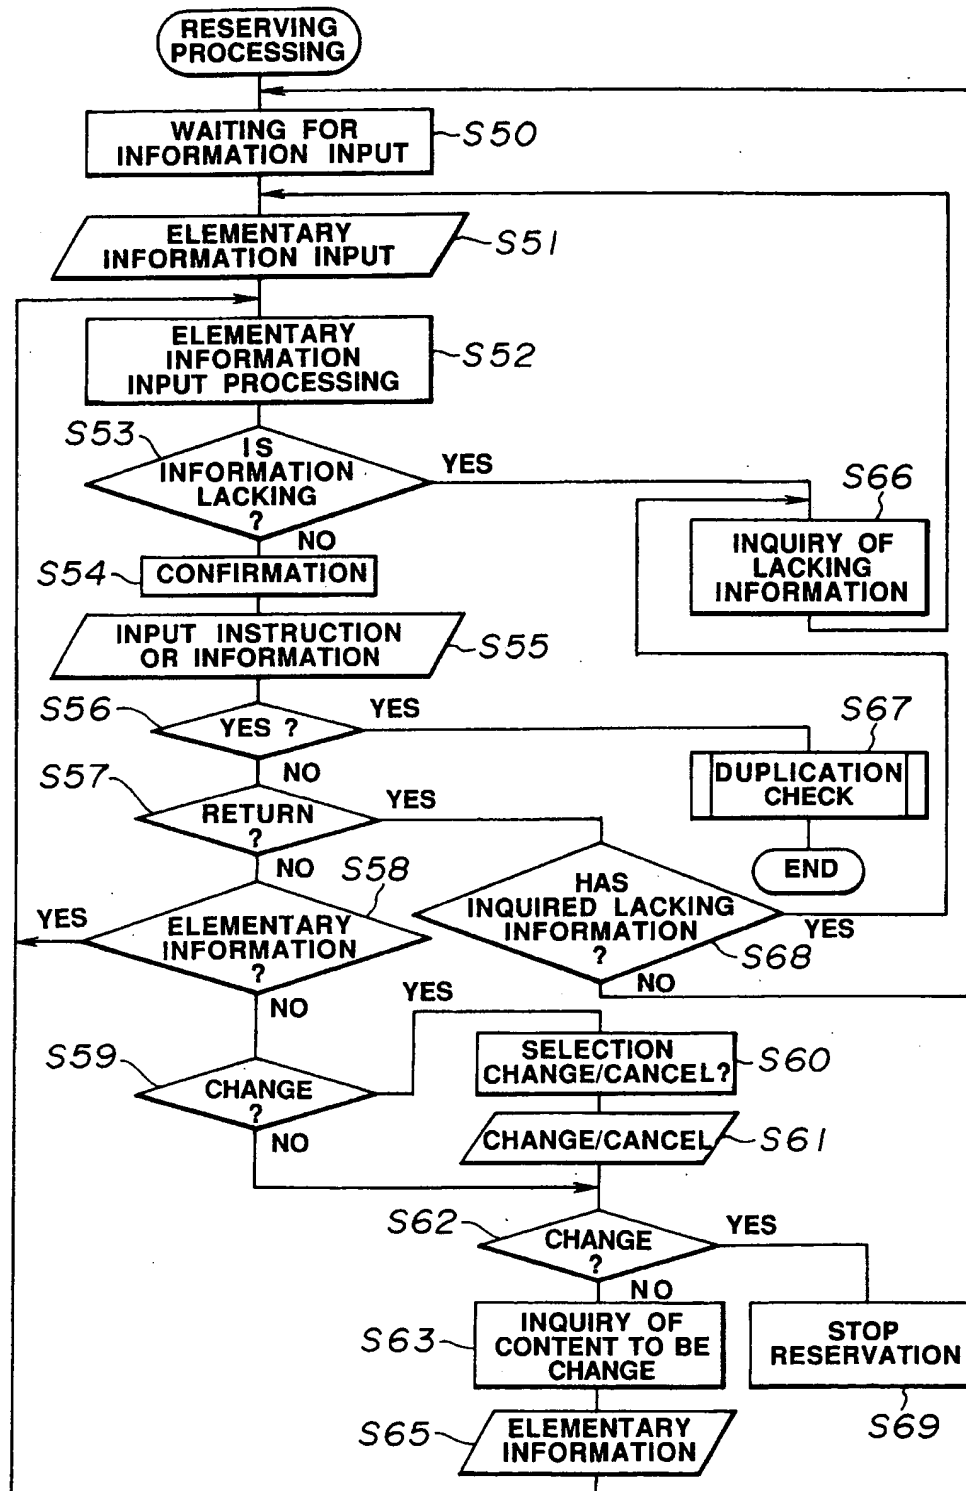 RESERVING
PROCESSING
WAITING FOR
INFORMATION INPUT
S50
ELEMENTARY
INFORMATION INPUT
S51
ELEMENTARY
INFORMATION
INPUT PROCESSING
S52
S53
IS
INFORMATION
LACKING
?
YES
NO
S66
INQUIRY OF
LACKING
INFORMATION
S54
CONFIRMATION
INPUT INSTRUCTION
OR INFORMATION
S55
S56
YES ?
YES
NO
S67
DUPLICATION
CHECK
END
S57
RETURN
?
YES
NO
S58
YES
ELEMENTARY
INFORMATION
?
NO
HAS
INQUIRED LACKING
INFORMATION
?
YES
S68
NO
S59
CHANGE
?
YES
NO
SELECTION
CHANGE/CANCEL?
S60
CHANGE/CANCEL
S61
S62
CHANGE
?
YES
NO
S63
INQUIRY OF
CONTENT TO BE
CHANGE
STOP
RESERVATION
S69
S65
ELEMENTARY
INFORMATION